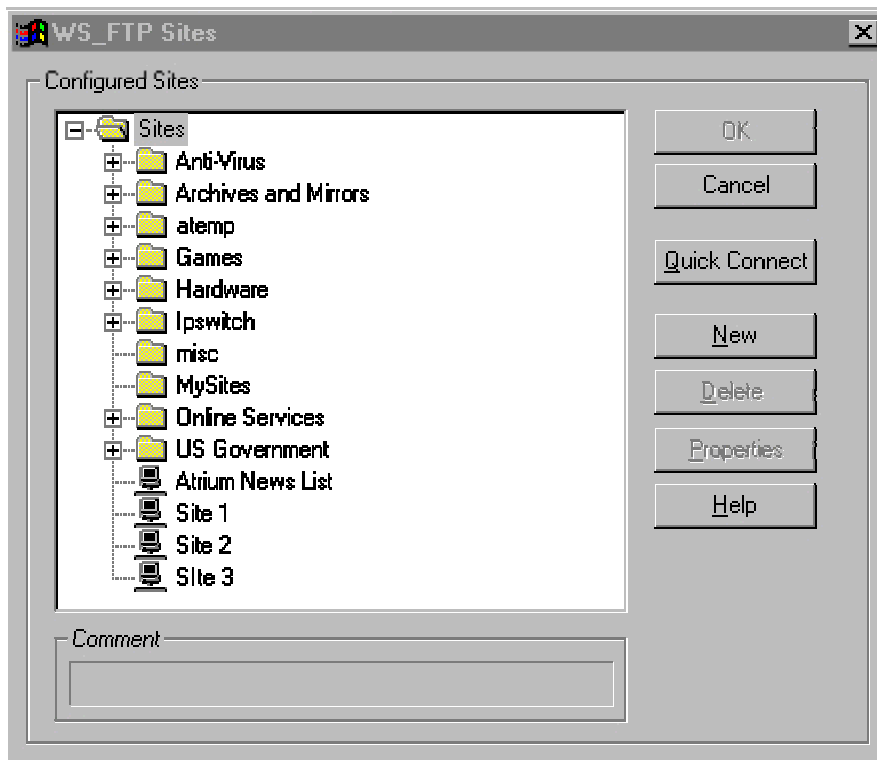 WS_FTP Sites
Configured Sites
Sites
Anti-Virus
Archives and Mirrors
atemp
Games
Hardware
Ipswitch
misc
MySites
Online Services
US Government
Atrium News List
Site 1
Site 2
SIte 3
OK
Cancel
Quick Connect
New
Delete
Properties
Help
Comment